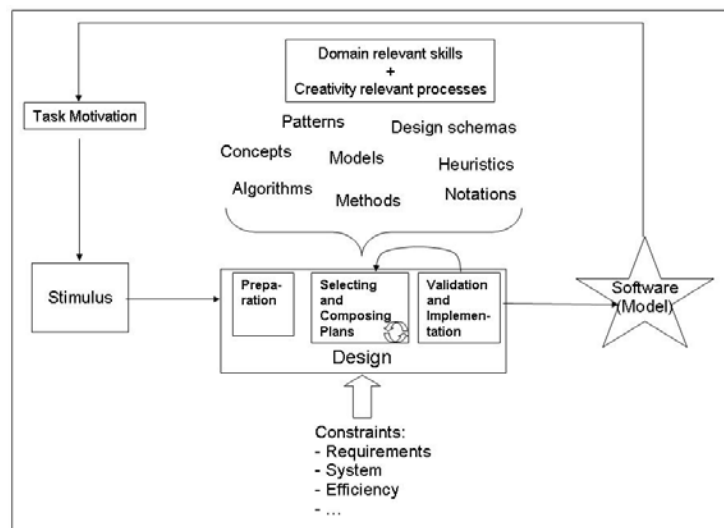 Domain relevant skills
+
Creativity relevant processes
Task Motivation
Patterns
Design schemas
Concepts
Models
Heuristics
Algorithms
Methods
Notations
Stimulus
Prepa-
ration
Selecting
and
Composing
Plans
Validation and
Implemen-
tation
Design
Software
(Model)
Constraints:
- Requirements
- System
- Efficiency
- ...